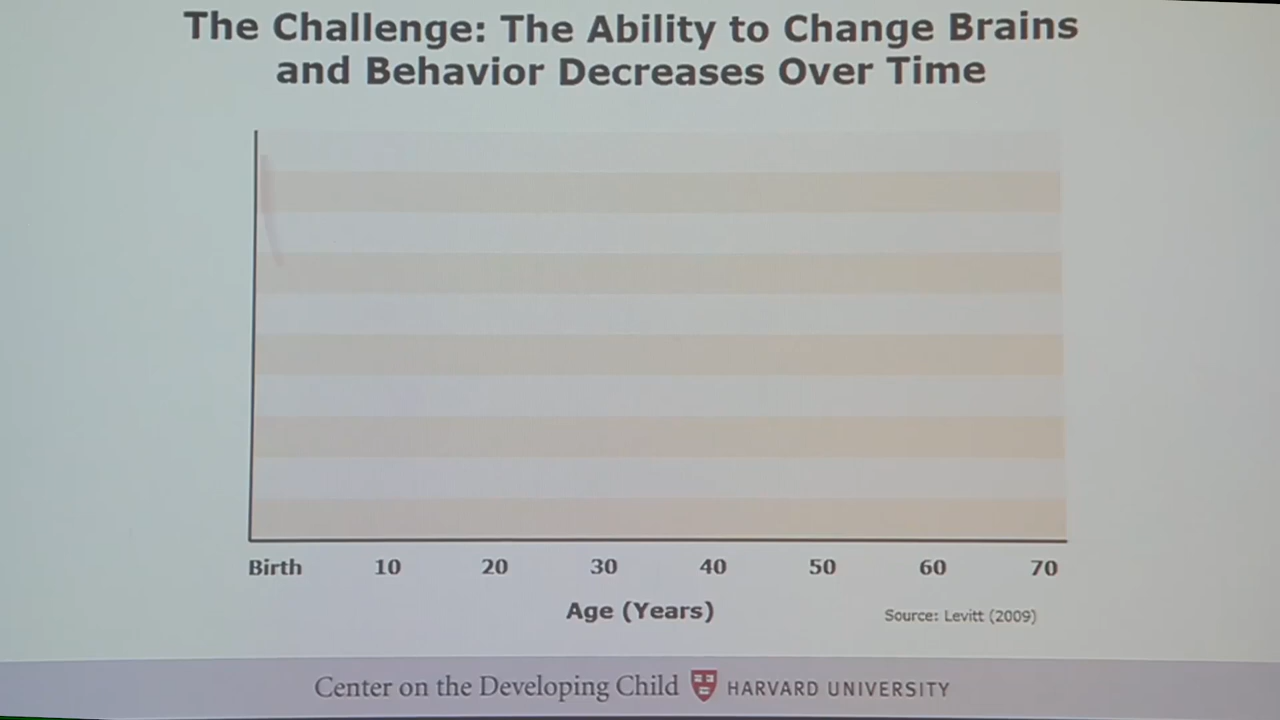 The Challenge: The Ability to Change Brains
and Behavior Decreases Over Time
Birth 10 20 30 40 50 60 70
Age (Years)
Source: Levitt (2009)
Center on the Developing Child HARVARD UNIVERSITY